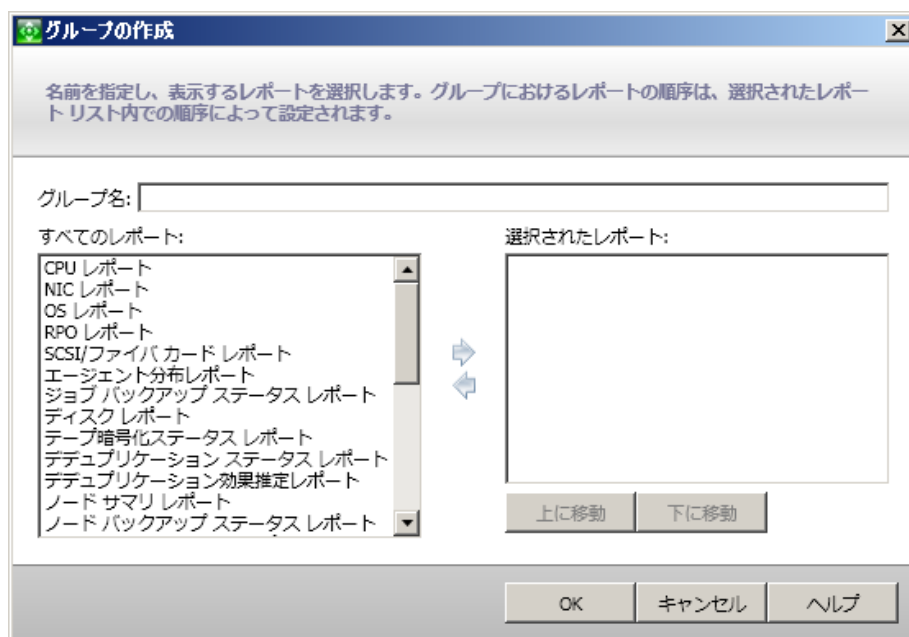 グループの作成
名前を指定し、表示するレポートを選択します。グループにおけるレポートの順序は、選択されたレポー
ト リスト内での順序によって設定されます。
グループ名:
すべてのレポート:
CPU レポート
NIC レポート
OS レポート
RPO レポート
SCSI/ファイバ カード レポート
エージェント分布レポート
ジョブ バックアップ ステータス レポート
ディスク レポート
テープ暗号化ステータス レポート
デデュプリケーション ステータス レポート
デデュプリケーション効果推定レポート
ノード サマリ レポート
ノード バックアップ ステータス レポート
選択されたレポート:
上に移動
下に移動
OK
キャンセル
ヘルプ